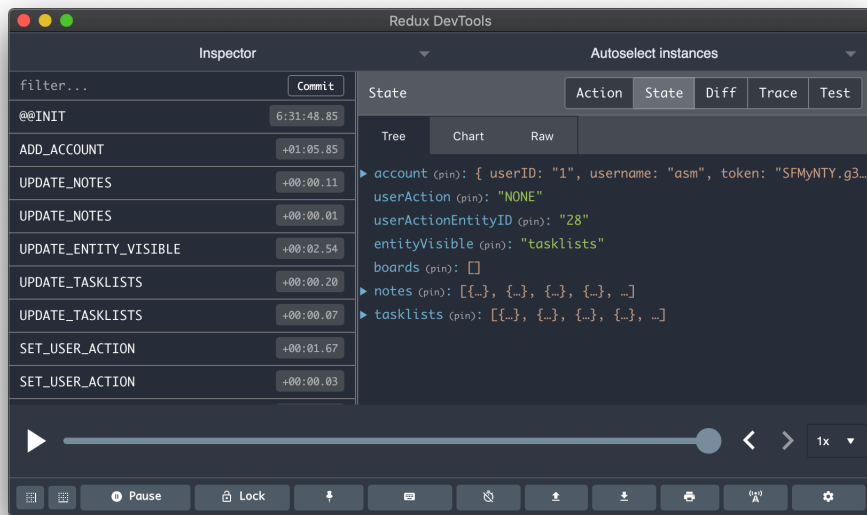 Redux DevTools
Inspector
Autoselect instances
filter...
Commit
@@INIT
6:31:48.85
ADD_ACCOUNT
+01:05.85
UPDATE_NOTES
+00:00.11
UPDATE_NOTES
+00:00.01
UPDATE_ENTITY_VISIBLE
+00:02.54
UPDATE_TASKLISTS
+00:00.20
UPDATE_TASKLISTS
+00:00.07
SET_USER_ACTION
+00:01.67
SET_USER_ACTION
+00:00.03
State
Action State Diff Trace Test
Tree Chart Raw
account (pin): { userID: "1", username: "asm", token: "SFMyNTY.g3…
userAction (pin): "NONE"
userActionEntityID (pin): "28"
entityVisible (pin): "tasklists"
boards (pin): []
notes (pin): [{…}, {…}, {…}, {…}, …]
tasklists (pin): [{…}, {…}, {…}, {…}, …]
1x
Pause
Lock